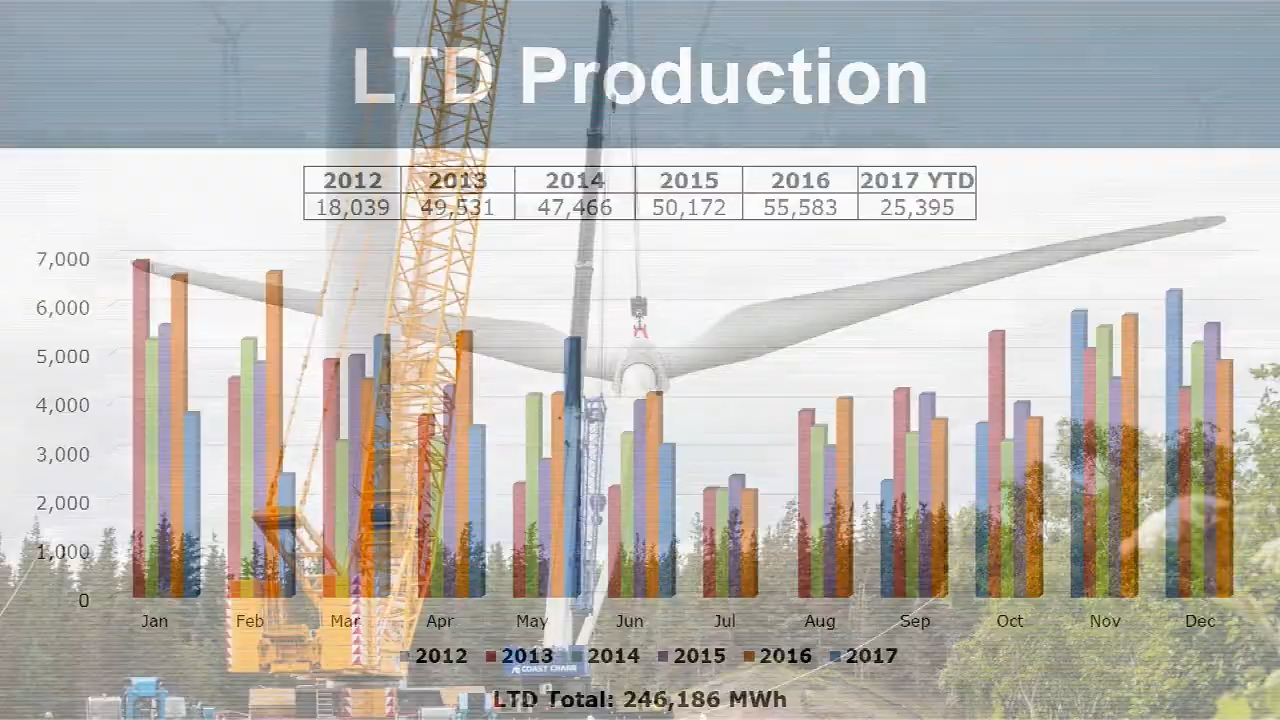 LTD Production
2012 2013 2014 2015 2016 2017 YTD
18,039 49,531 47,466 50,172 55,583 25,395
7,000
6,000
5,000
4,000
3,000
2,000
1,000
0
Jan Feb Mar Apr May Jun Jul Aug Sep Oct Nov Dec
2012 2013 2014 2015 2016 2017
COAST CRANE
LTD Total: 246,186 MWh